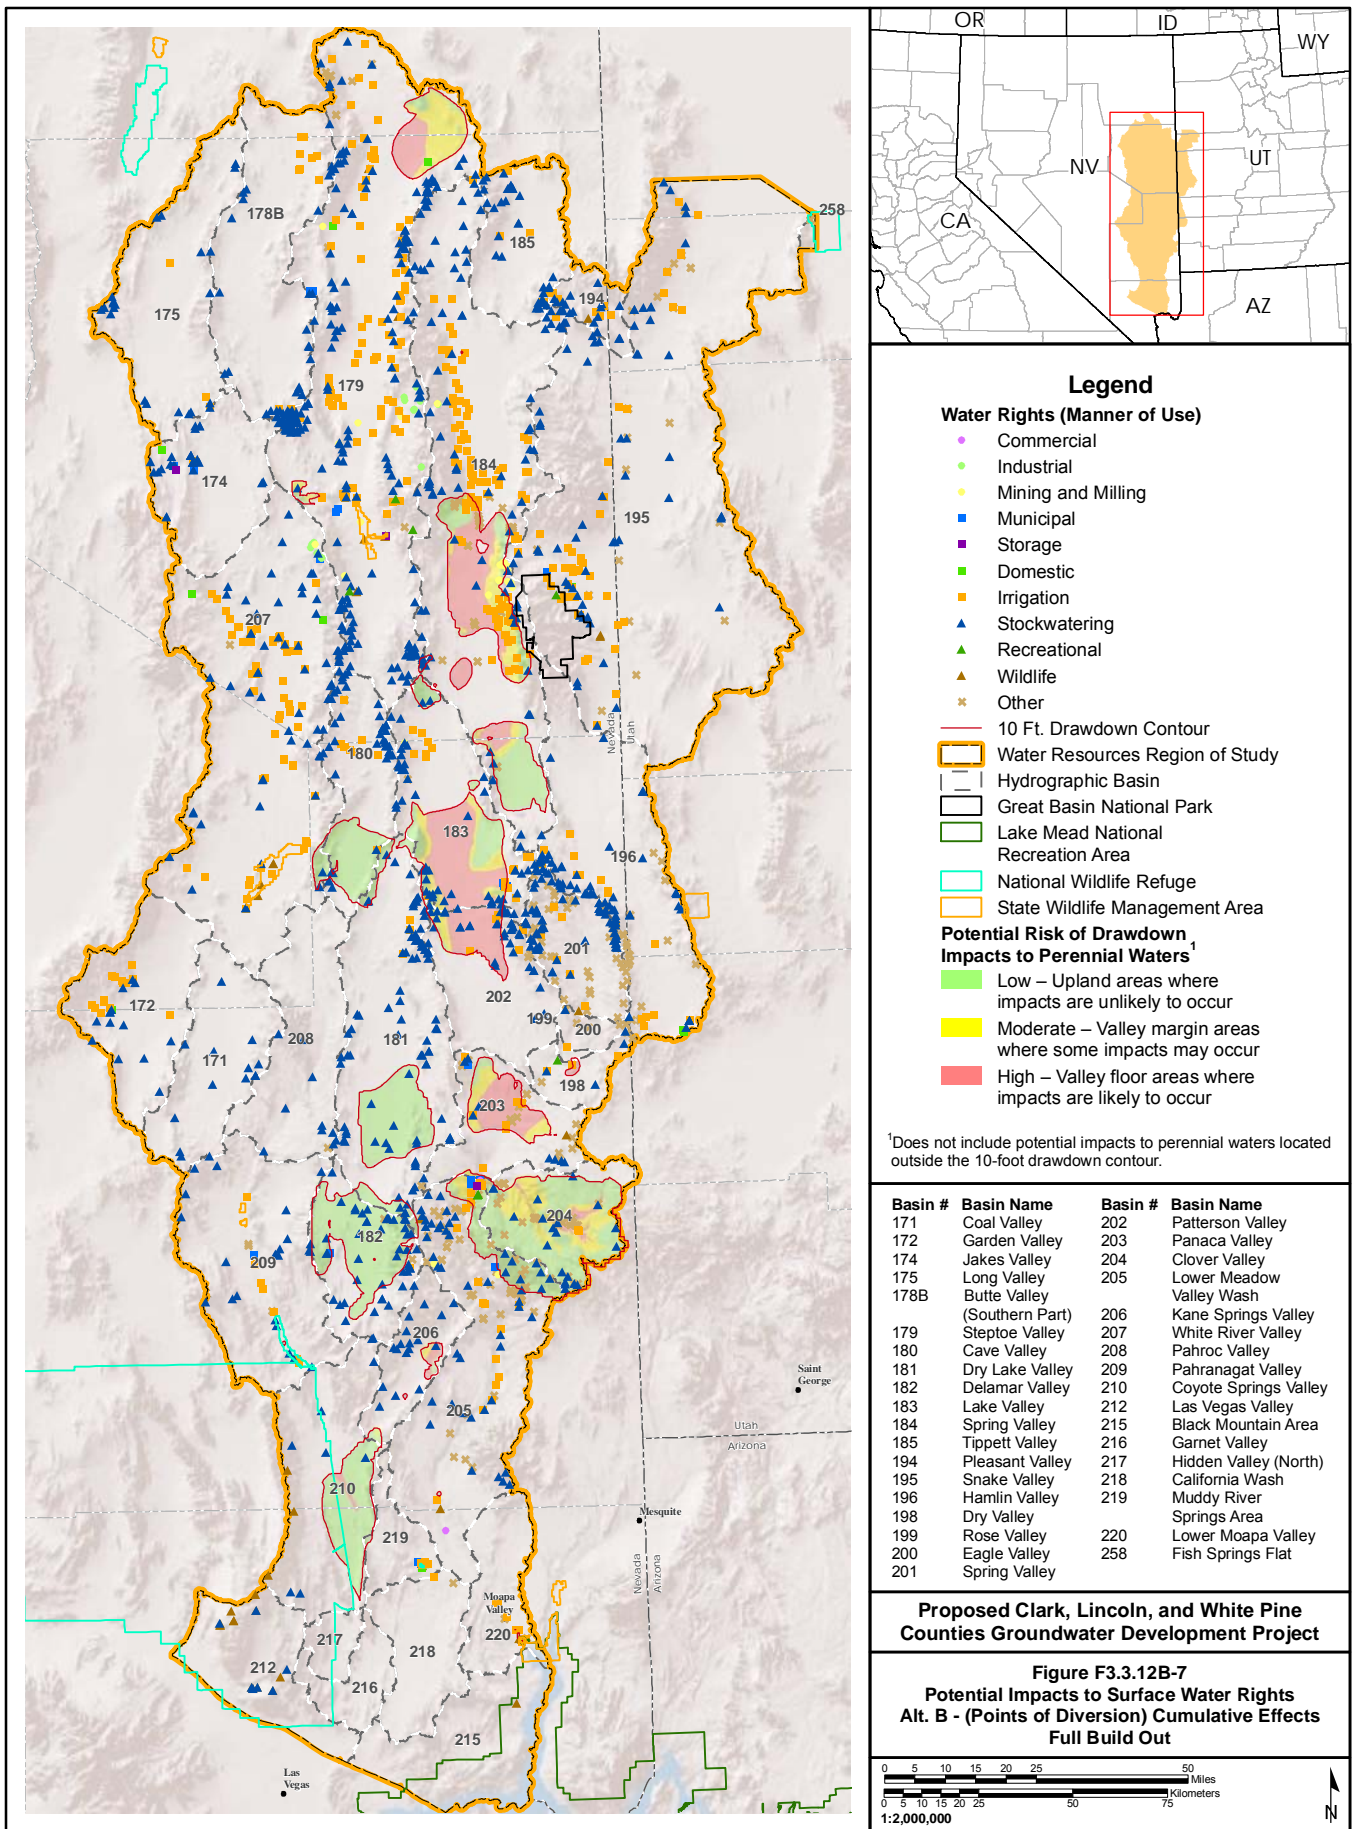 OR
ID
WY
NV
UT
CA
AZ
258
178B
185
194
175
179
184
174
195
207
180
183
196
201
202
172
199
200
208
181
171
198
203
204
182
209
206
205
210
219
217
218
220
212
216
215
Nevada
Utah
Saint
George
Utah
Arizona
Mesquite
Nevada
Arizona
Moapa
Valley
Las
Vegas
Legend
Water Rights (Manner of Use)
Commercial
Industrial
Mining and Milling
Municipal
Storage
Domestic
Irrigation
Stockwatering
Recreational
Wildlife
Other
10 Ft. Drawdown Contour
Water Resources Region of Study
Hydrographic Basin
Great Basin National Park
Lake Mead National
Recreation Area
National Wildlife Refuge
State Wildlife Management Area
Potential Risk of Drawdown
Impacts to Perennial Waters1
Low – Upland areas where
impacts are unlikely to occur
Moderate – Valley margin areas
where some impacts may occur
High – Valley floor areas where
impacts are likely to occur
1Does not include potential impacts to perennial waters located
outside the 10-foot drawdown contour.
Basin # Basin Name Basin # Basin Name
171 Coal Valley 202 Patterson Valley
172 Garden Valley 203 Panaca Valley
174 Jakes Valley 204 Clover Valley
175 Long Valley 205 Lower Meadow
178B Butte Valley Valley Wash
(Southern Part) 206 Kane Springs Valley
179 Steptoe Valley 207 White River Valley
180 Cave Valley 208 Pahroc Valley
181 Dry Lake Valley 209 Pahranagat Valley
182 Delamar Valley 210 Coyote Springs Valley
183 Lake Valley 212 Las Vegas Valley
184 Spring Valley 215 Black Mountain Area
185 Tippett Valley 216 Garnet Valley
194 Pleasant Valley 217 Hidden Valley (North)
195 Snake Valley 218 California Wash
196 Hamlin Valley 219 Muddy River
198 Dry Valley Springs Area
199 Rose Valley 220 Lower Moapa Valley
200 Eagle Valley 258 Fish Springs Flat
201 Spring Valley
Proposed Clark, Lincoln, and White Pine
Counties Groundwater Development Project
Figure F3.3.12B-7
Potential Impacts to Surface Water Rights
Alt. B - (Points of Diversion) Cumulative Effects
Full Build Out
0 5 10 15 20 25 50
Miles
Kilometers
0 5 10 15 20 25 50 75
1:2,000,000
N